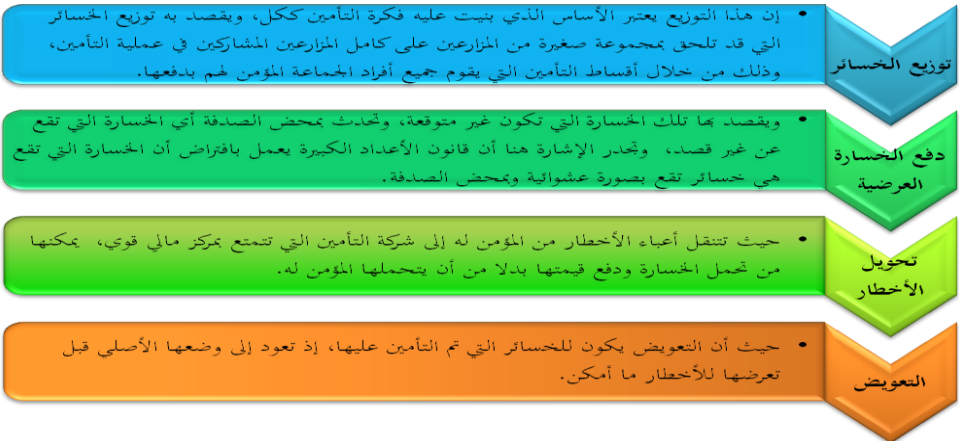 توزيع الخسائر
• إن هذا التوزيع يعتبر الأساس الذي بنيت عليه فكرة التأمين ككل، ويقصد به توزيع الخسائر
التي قد تلحق بمجموعة صغيرة من المزارعين على كامل المزارعين المشاركين في عملية التأمين،
وذلك من خلال أقساط التأمين التي يقوم جميع أفراد الجماعة المؤمن لهم بدفعها.
دفع الخسارة
العرضية
• ويقصد بها تلك الخسارة التي تكون غير متوقعة، وتحدث بمحض الصدفة أي الخسارة التي تقع
عن غير قصد، وتجدر الإشارة هنا أن قانون الأعداد الكبيرة يعمل بافتراض أن الخسارة التي تقع
هي خسائر تقع بصورة عشوائية وبمحض الصدفة.
تحويل
الأخطار
• حيث تتنقل أعباء الأخطار من المؤمن له إلى شركة التأمين التي تتمتع بمركز مالي قوي، يمكنها
من تحمل الخسارة ودفع قيمتها بدلا من أن يتحملها المؤمن له.
التعويض
• حيث أن التعويض يكون للخسائر التي تم التأمين عليها، إذ تعود إلى وضعها الأصلي قبل
تعرضها للأخطار ما أمكن.